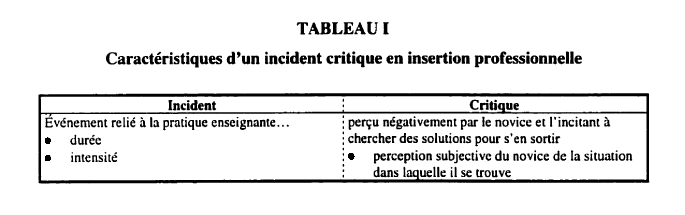 TABLEAU I
Caractéristiques d'un incident critique en insertion professionnelle
Incident
Critique
Événement relié à la pratique enseignante…
• durée
• intensité
perçu négativement par le novice et l'incitant à
chercher des solutions pour s'en sortir
• perception subjective du novice de la situation
dans laquelle il se trouve